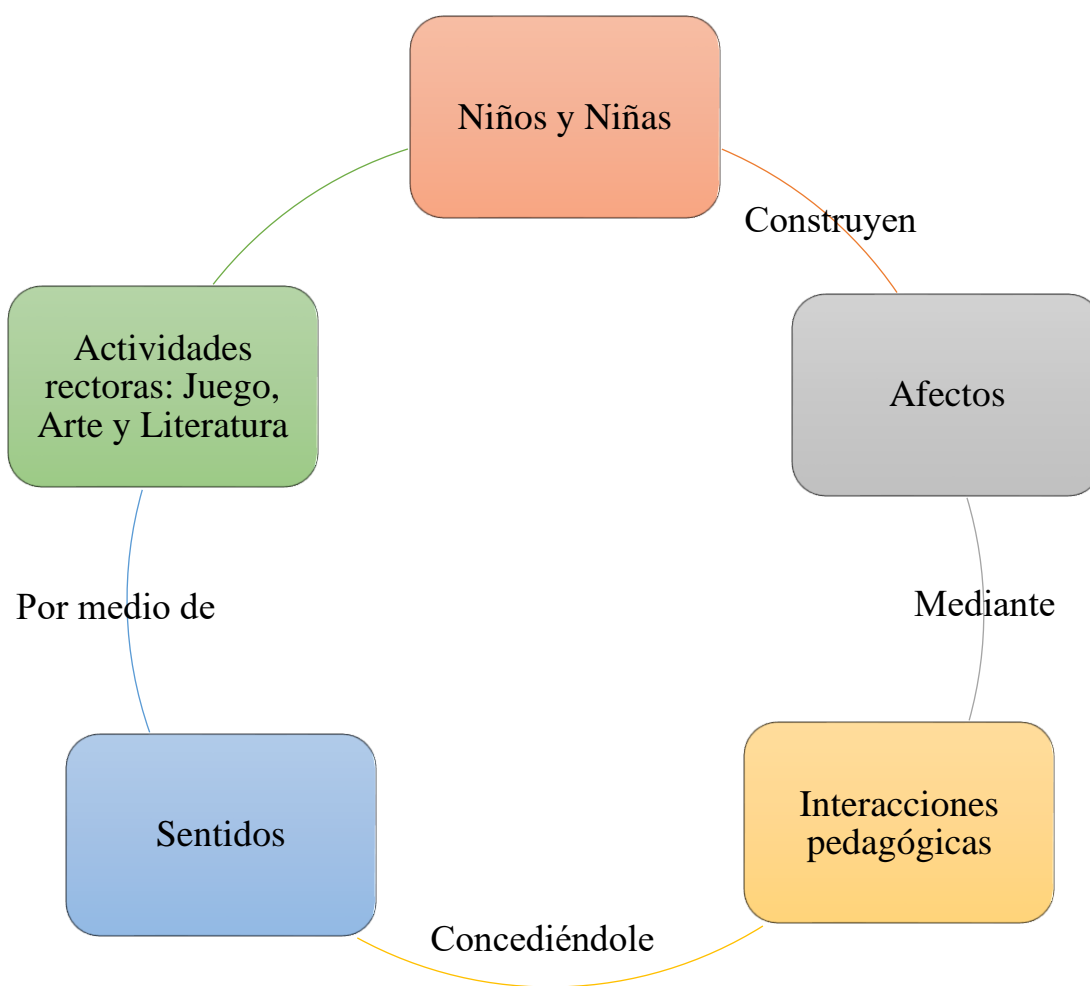 Niños y Niñas
Construyen
Afectos
Mediante
Interacciones
pedagógicas
Concediéndole
Sentidos
Por medio de
Actividades
rectoras: Juego,
Arte y Literatura